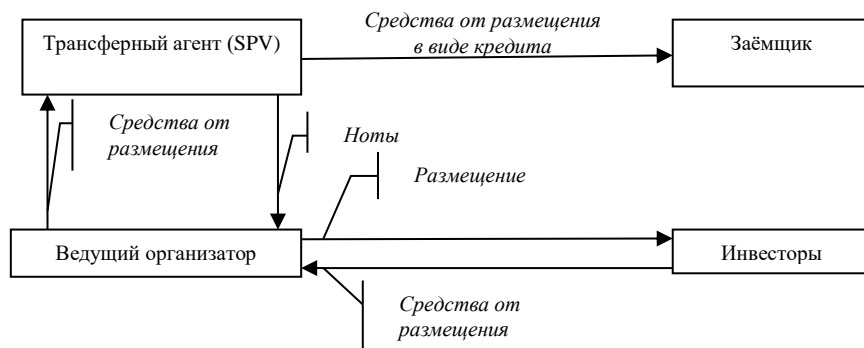 Трансферный агент (SPV)
Средства от размещения
в виде кредита
Заёмщик
Средства от
размещения
Ноты
Размещение
Ведущий организатор
Инвесторы
Средства от
размещения